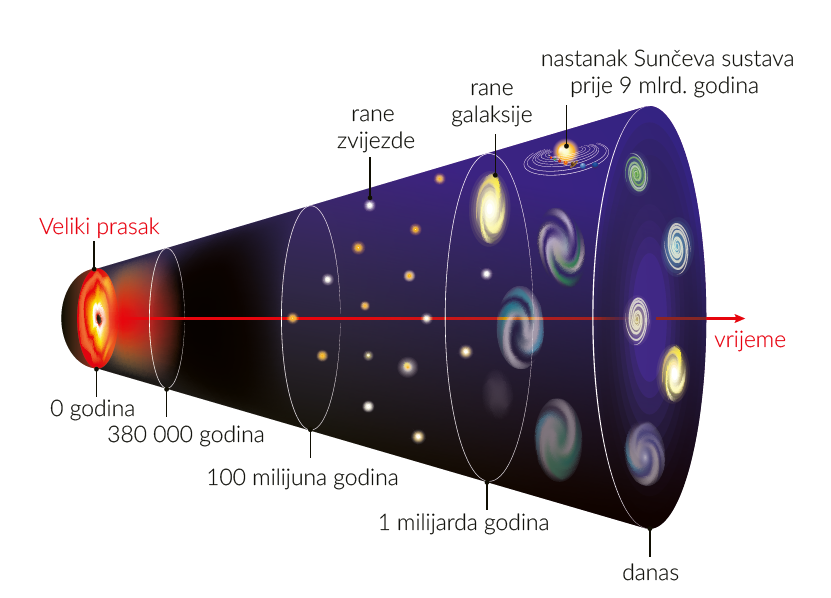 nastanak Sunčeva sustava
prije 9 mlrd. godina
rane
galaksije
rane
zvijezde
Veliki prasak
vrijeme
0 godina
380 000 godina
100 milijuna godina
1 milijarda godina
danas